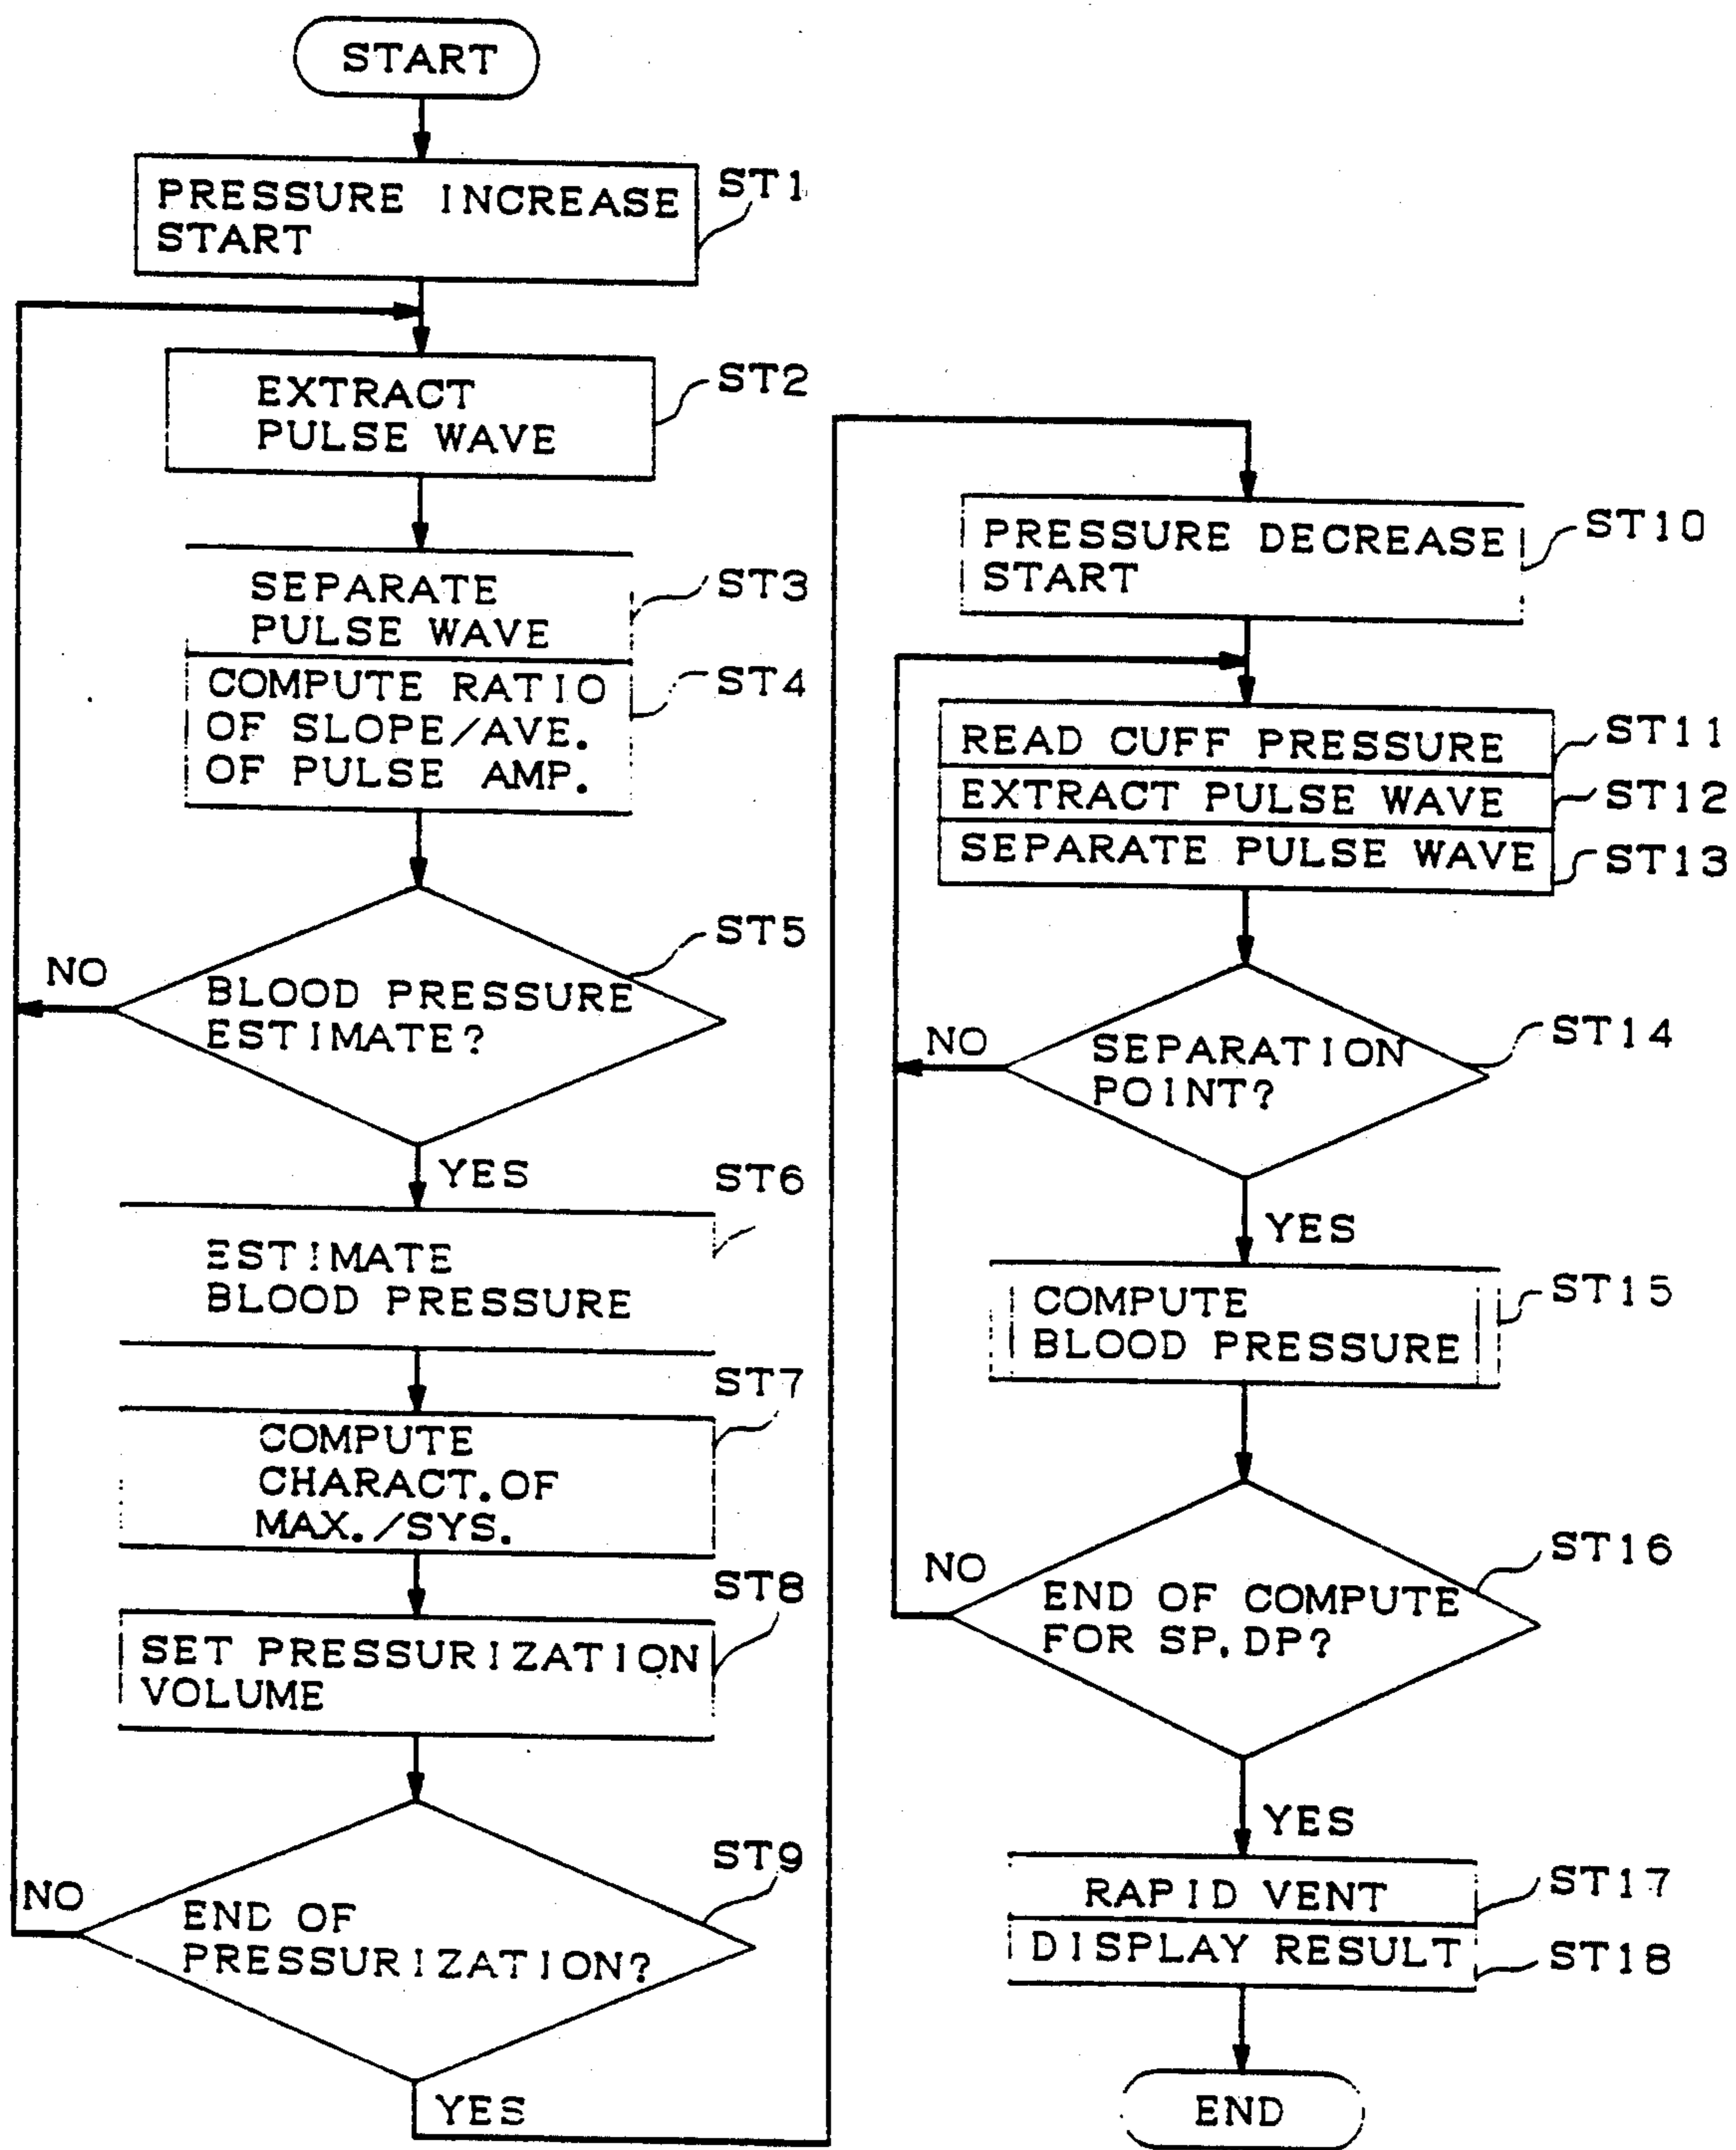 START
PRESSURE INCREASE
START
ST1
EXTRACT
PULSE WAVE
ST2
SEPARATE
PULSE WAVE
ST3
COMPUTE RATIO
OF SLOPE/AVE.
OF PULSE AMP.
ST4
BLOOD PRESSURE
ESTIMATE?
ST5
NO
YES
ESTIMATE
BLOOD PRESSURE
ST6
COMPUTE
CHARACT.OF
MAX./SYS.
ST7
SET PRESSURIZATION
VOLUME
ST8
END OF
PRESSURIZATION?
ST9
NO
YES
PRESSURE DECREASE
START
ST10
READ CUFF PRESSURE
ST11
EXTRACT PULSE WAVE
ST12
SEPARATE PULSE WAVE
ST13
SEPARATION
POINT?
ST14
NO
YES
COMPUTE
BLOOD PRESSURE
ST15
END OF COMPUTE
FOR SP,DP?
ST16
NO
YES
RAPID VENT
ST17
DISPLAY RESULT
ST18
END